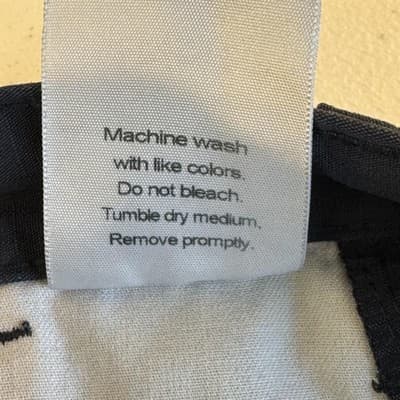 Machine wash
with like colors.
Do not bleach.
Tumble dry medium.
Remove promptly.